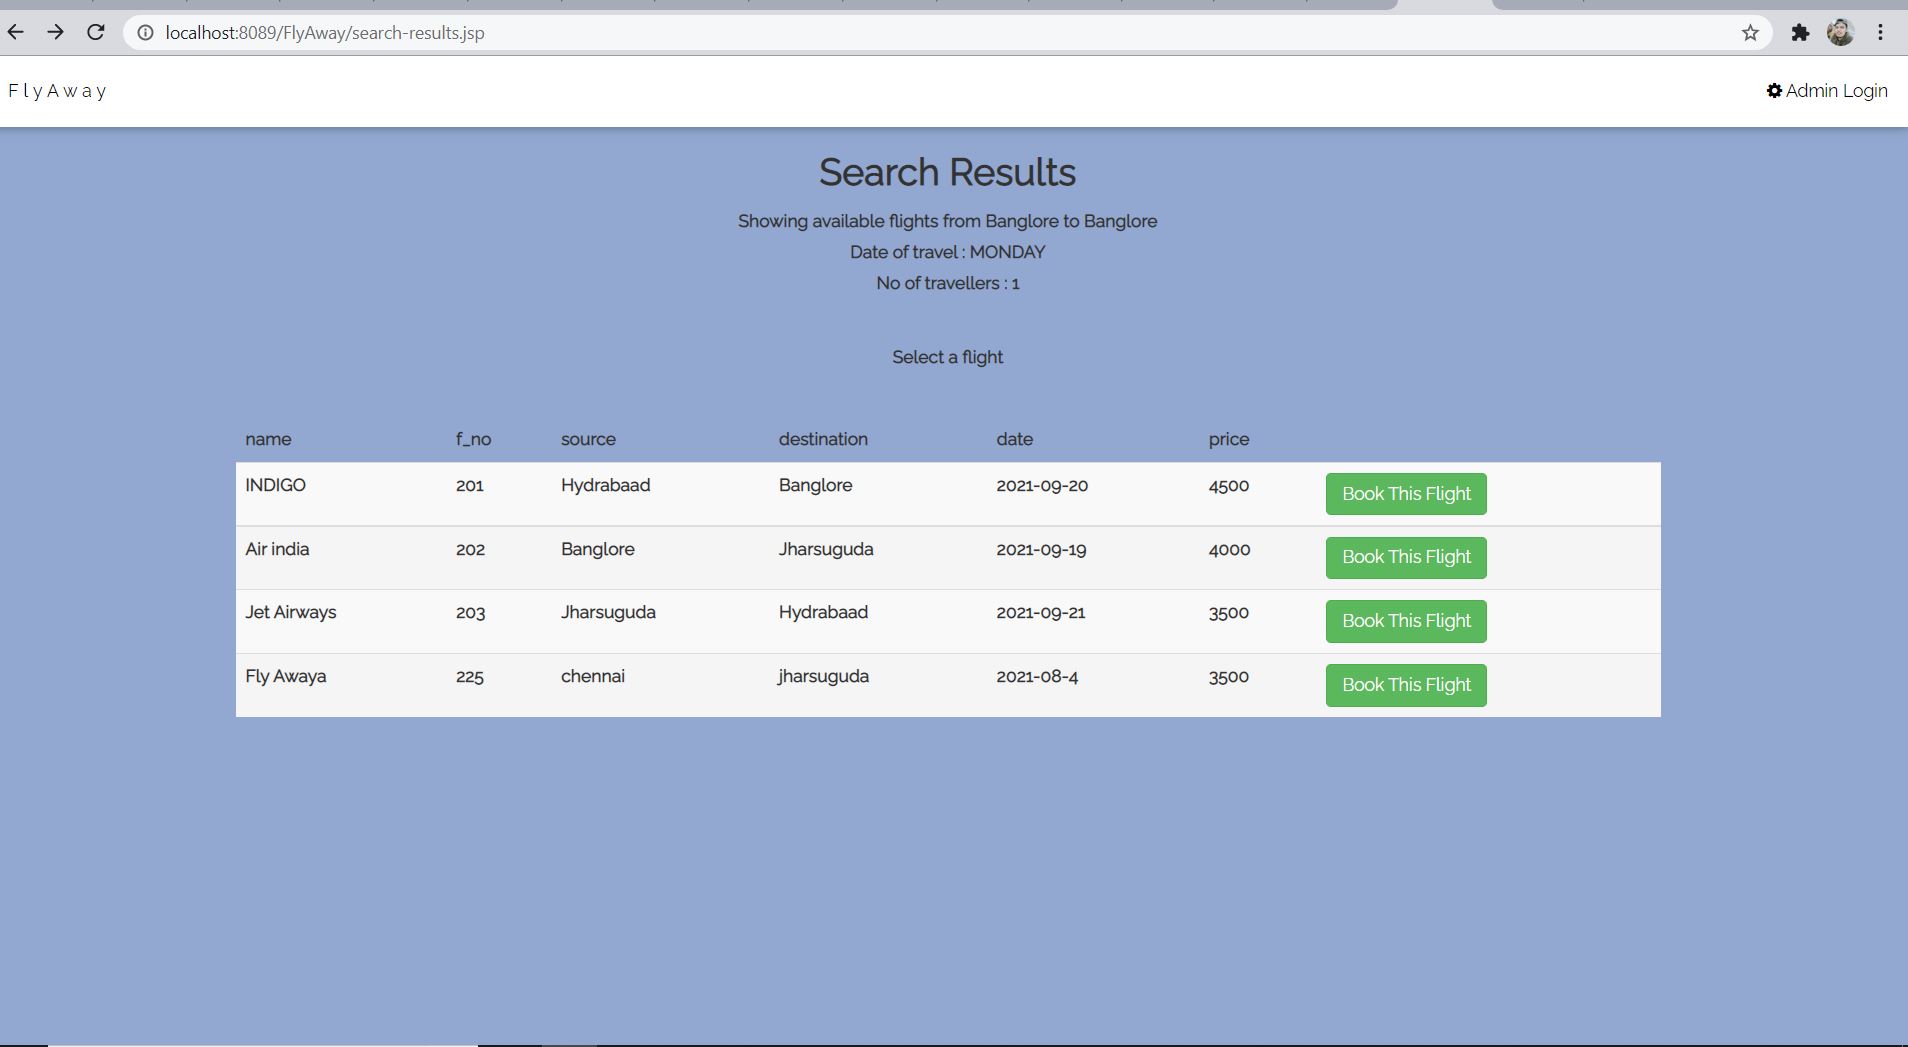 localhost:8089/FlyAway/search-results.jsp
FlyAway Admin Login
Search Results
Showing available flights from Banglore to Banglore
Date of travel : MONDAY
No of travellers : 1
Select a flight
name f_no source destination date price
INDIGO 201 Hydrabaad Banglore 2021-09-20 4500 Book This Flight
Air india 202 Banglore Jharsuguda 2021-09-19 4000 Book This Flight
Jet Airways 203 Jharsuguda Hydrabaad 2021-09-21 3500 Book This Flight
Fly Awaya 225 chennai jharsuguda 2021-08-4 3500 Book This Flight